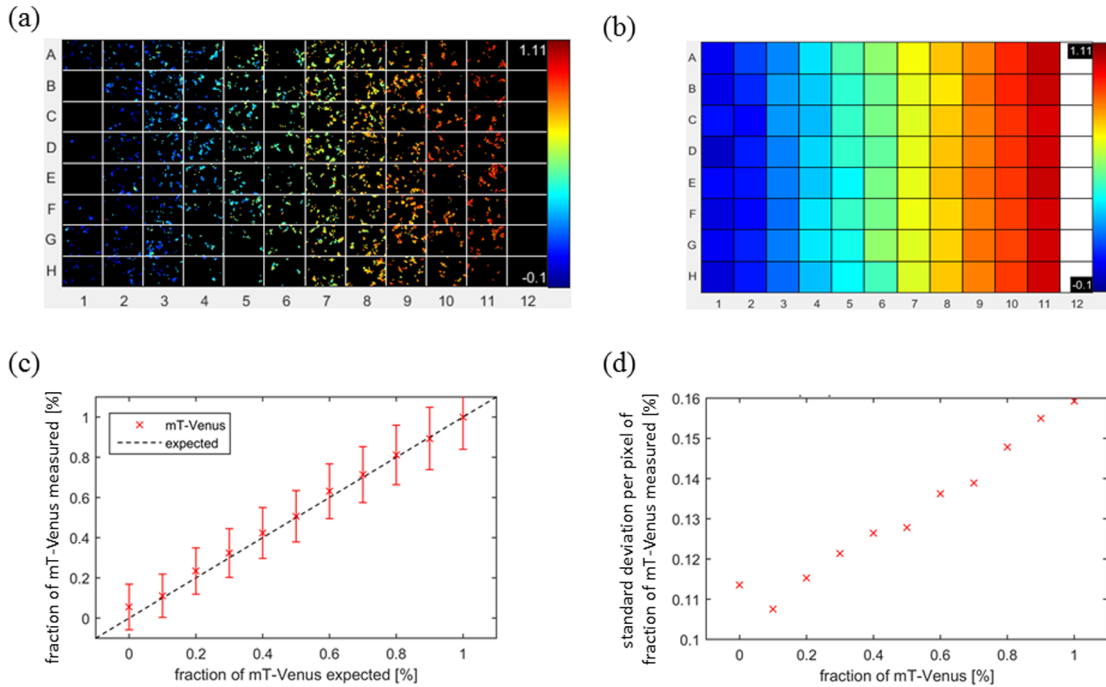 (a)
(b)
A
B
C
D
E
F
G
H
1.11
-0.1
1 2 3 4 5 6 7 8 9 10 11 12
A
B
C
D
E
F
G
H
1.11
-0.1
1 2 3 4 5 6 7 8 9 10 11 12
(c)
(d)
fraction of mT-Venus measured [%]
1
0.8
0.6
0.4
0.2
0
mT-Venus
expected
0 0.2 0.4 0.6 0.8 1
fraction of mT-Venus expected [%]
standard deviation per pixel of
fraction of mT-Venus measured [%]
0.16
0.15
0.14
0.13
0.12
0.11
0.1
0 0.2 0.4 0.6 0.8 1
fraction of mT-Venus [%]